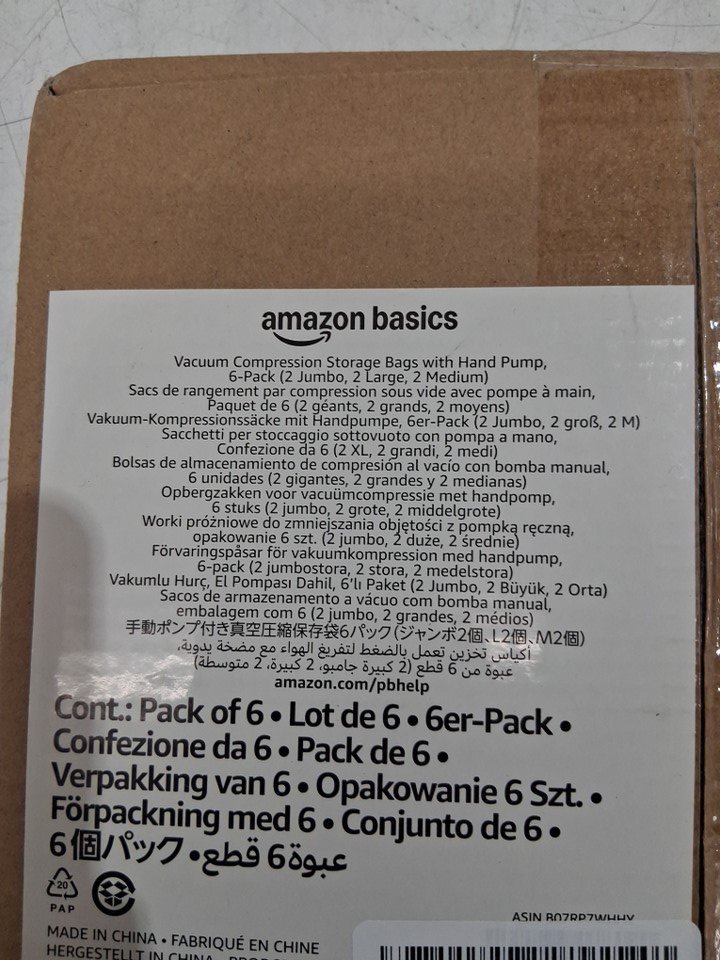 amazon basics
Vacuum Compression Storage Bags with Hand Pump,
6-Pack (2 Jumbo, 2 Large, 2 Medium)
Sacs de rangement par compression sous vide avec pompe à main,
Paquet de 6 (2 géants, 2 grands, 2 moyens)
Vakuum-Kompressionssäcke mit Handpumpe, 6er-Pack (2 Jumbo, 2 groß, 2 M)
Sacchetti per stoccaggio sottovuoto con pompa a mano,
Confezione da 6 (2 XL, 2 grandi, 2 medi)
Bolsas de almacenamiento de compresión al vacío con bomba manual,
6 unidades (2 gigantes, 2 grandes y 2 medianas)
Opbergzakken voor vacuümcompressie met handpomp,
6 stuks (2 jumbo, 2 grote, 2 middelgrote)
Worki próżniowe do zmniejszania objętości z pompką ręczną,
opakowanie 6 szt. (2 jumbo, 2 duże, 2 średnie)
Förvaringspåsar för vakuumkompression med handpump,
6-pack (2 jumbostora, 2 stora, 2 medelstora)
Vakumlu Hurç, El Pompası Dahil, 6'lı Paket (2 Jumbo, 2 Büyük, 2 Orta)
Sacos de armazenamento a vácuo com bomba manual,
embalagem com 6 (2 jumbo, 2 grandes, 2 médios)
手動ポンプ付き真空圧縮保存袋6パック（ジャンボ2個、L2個、M2個）
أكياس تخزين تعمل بالضغط لتفريغ الهواء مع مضخة يدوية،
عبوة من 6 قطع (2 كبيرة جامبو، 2 كبيرة، 2 متوسطة)
amazon.com/pbhelp
Cont.: Pack of 6 • Lot de 6 • 6er-Pack •
Confezione da 6 • Pack de 6 •
Verpakking van 6 • Opakowanie 6 Szt. •
Förpackning med 6 • Conjunto de 6 •
6個パック • عبوة 6 قطع
20
PAP
ASIN B07RP7WHHY
MADE IN CHINA • FABRIQUÉ EN CHINE
HERGESTELLT IN CHINA